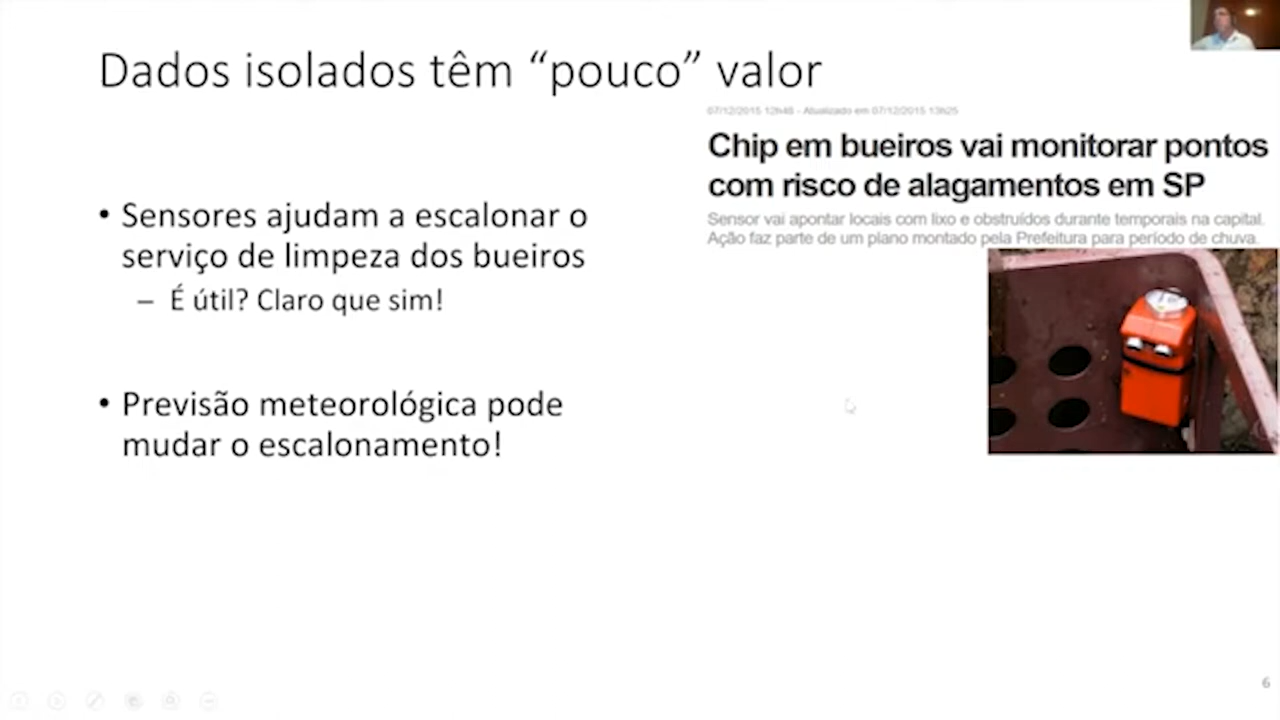 Dados isolados têm “pouco” valor
07/12/2015 12h48 - Atualizado em 07/12/2015 13h25
Chip em bueiros vai monitorar pontos
com risco de alagamentos em SP
Sensor vai apontar locais com lixo e obstruídos durante temporais na capital.
Ação faz parte de um plano montado pela Prefeitura para período de chuva.
• Sensores ajudam a escalonar o
serviço de limpeza dos bueiros
– É útil? Claro que sim!
• Previsão meteorológica pode
mudar o escalonamento!
6